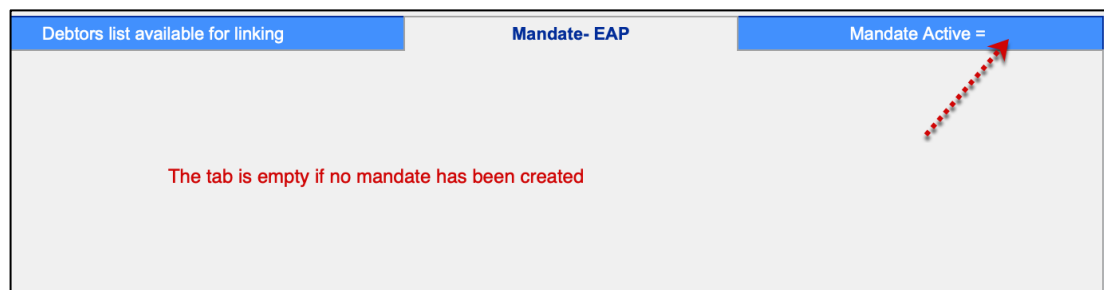 Debtors list available for linking
Mandate- EAP
Mandate Active =
The tab is empty if no mandate has been created